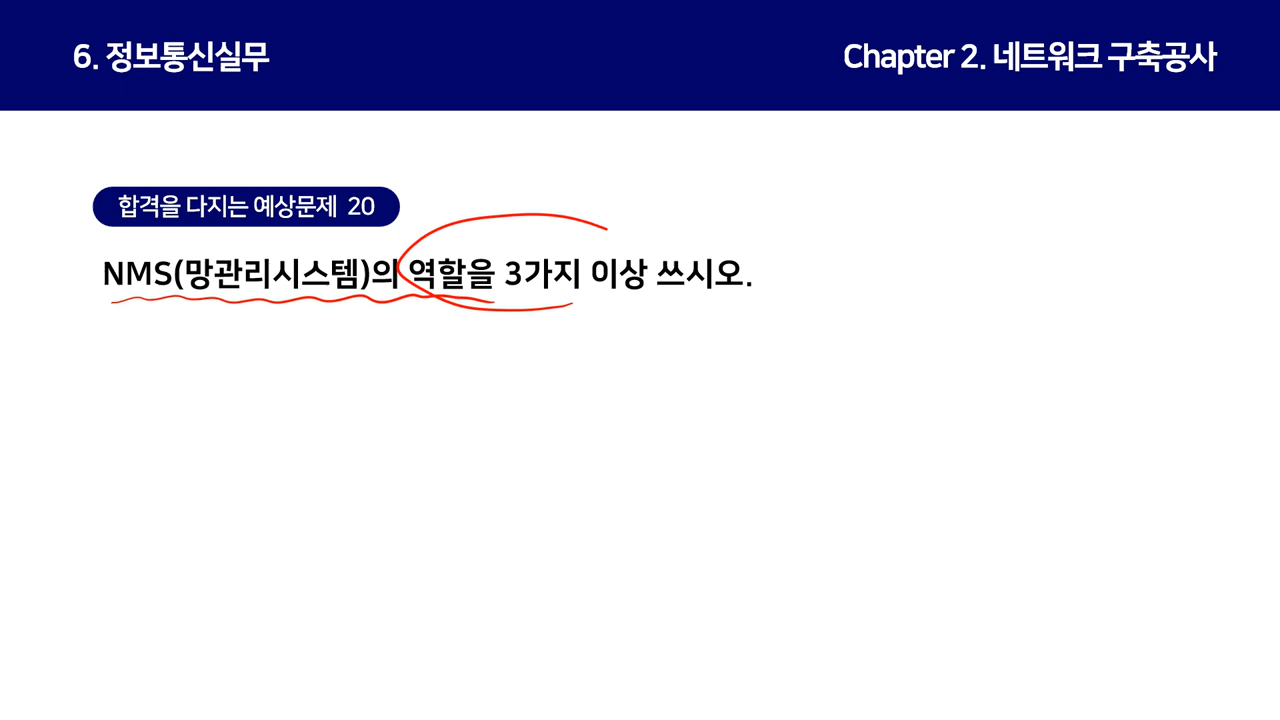 6. 정보통신실무
Chapter 2. 네트워크 구축공사
합격을 다지는 예상문제 20
NMS(망관리시스템)의 역할을 3가지 이상 쓰시오.